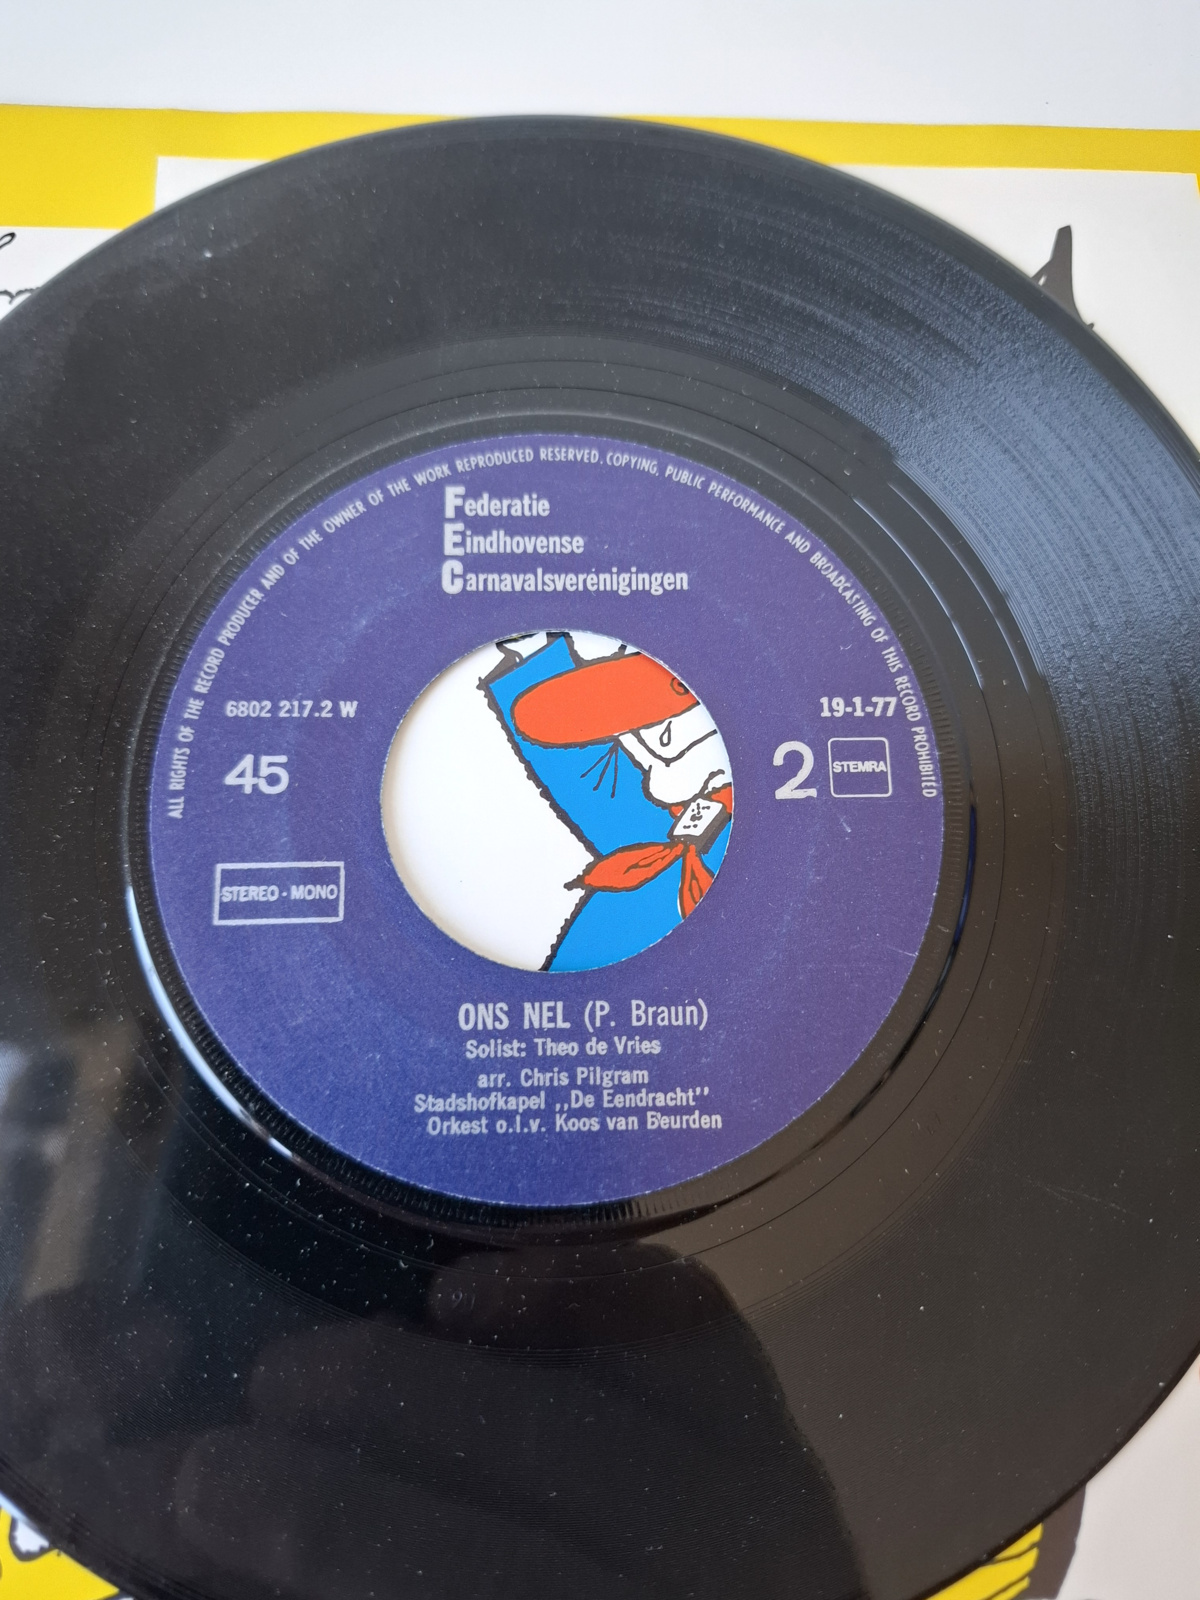 ALL RIGHTS OF THE RECORD PRODUCER AND OF THE OWNER OF THE WORK REPRODUCED RESERVED. COPYING, PUBLIC PERFORMANCE AND BROADCASTING OF THIS RECORD PROHIBITED
Federatie
Eindhovense
Carnavalsverenigingen
6802 217.2 W
19-1-77
45
2
STEMRA
STEREO - MONO
ONS NEL (P. Braun)
Solist: Theo de Vries
arr. Chris Pilgram
Stadshofkapel ,,De Eendracht''
Orkest o.l.v. Koos van Beurden